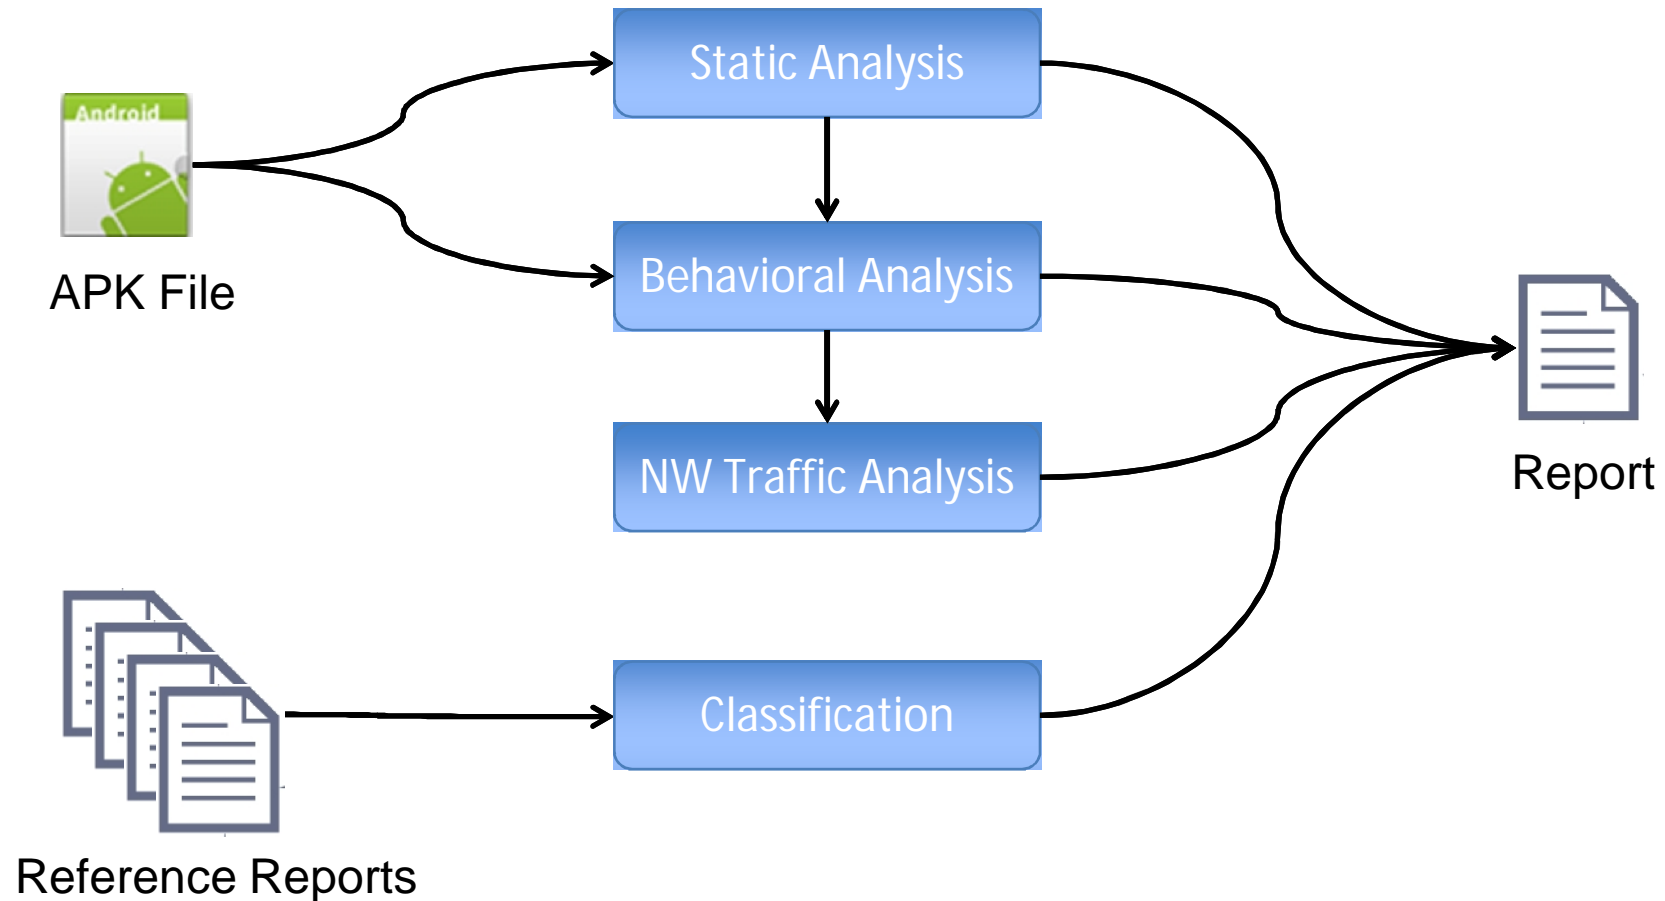 Static Analysis
Android
APK File
Behavioral Analysis
NW Traffic Analysis
Report
Classification
Reference Reports